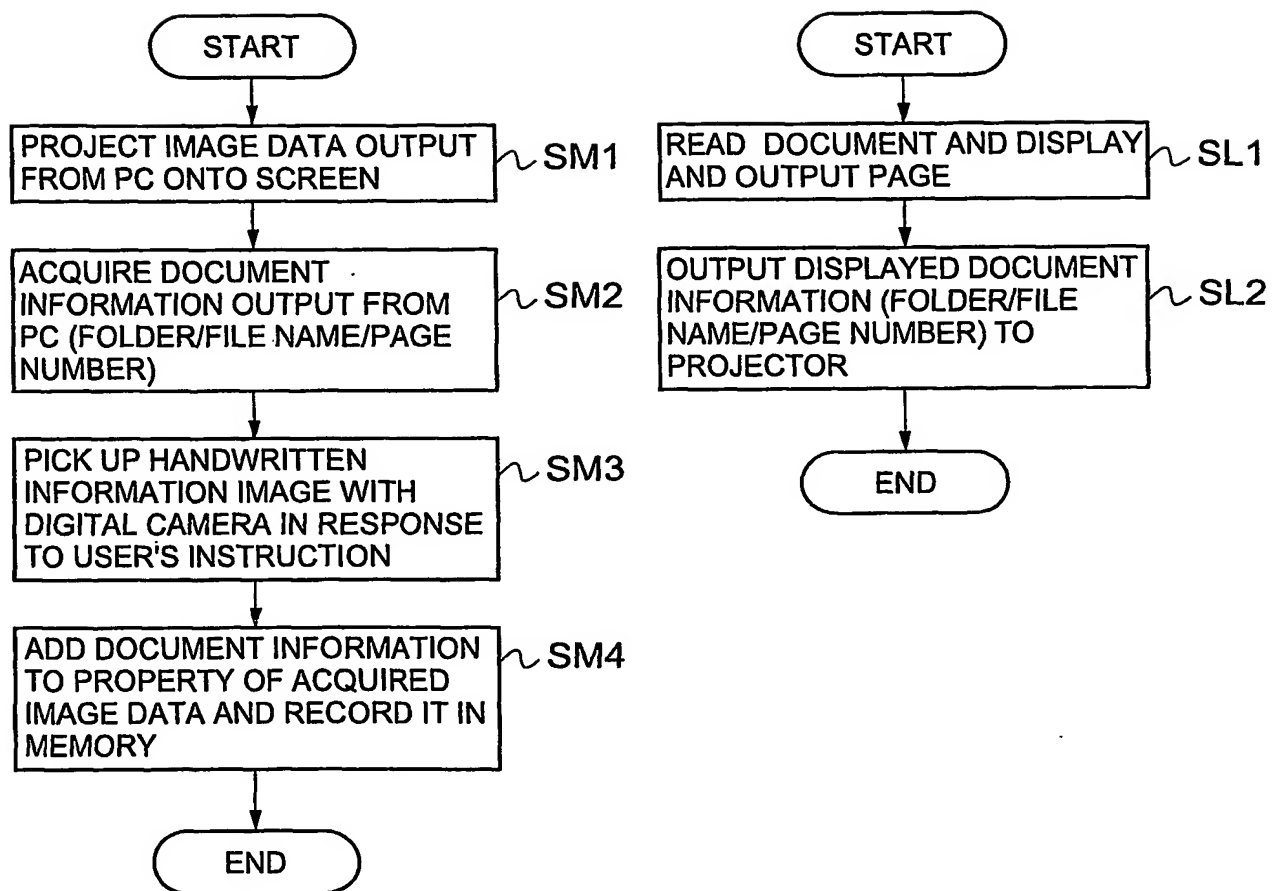 START
PROJECT IMAGE DATA OUTPUT
FROM PC ONTO SCREEN
SM1
ACQUIRE DOCUMENT
INFORMATION OUTPUT FROM
PC (FOLDER/FILE NAME/PAGE
NUMBER)
SM2
PICK UP HANDWRITTEN
INFORMATION IMAGE WITH
DIGITAL CAMERA IN RESPONSE
TO USER'S INSTRUCTION
SM3
ADD DOCUMENT INFORMATION
TO PROPERTY OF ACQUIRED
IMAGE DATA AND RECORD IT IN
MEMORY
SM4
END
START
READ DOCUMENT AND DISPLAY
AND OUTPUT PAGE
SL1
OUTPUT DISPLAYED DOCUMENT
INFORMATION (FOLDER/FILE
NAME/PAGE NUMBER) TO
PROJECTOR
SL2
END